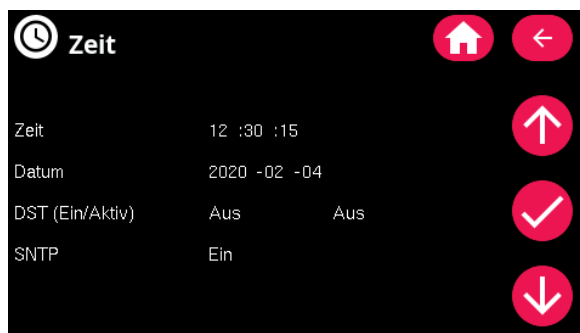 Zeit
Zeit 12 :30 :15
Datum 2020 -02 -04
DST (Ein/Aktiv) Aus Aus
SNTP Ein